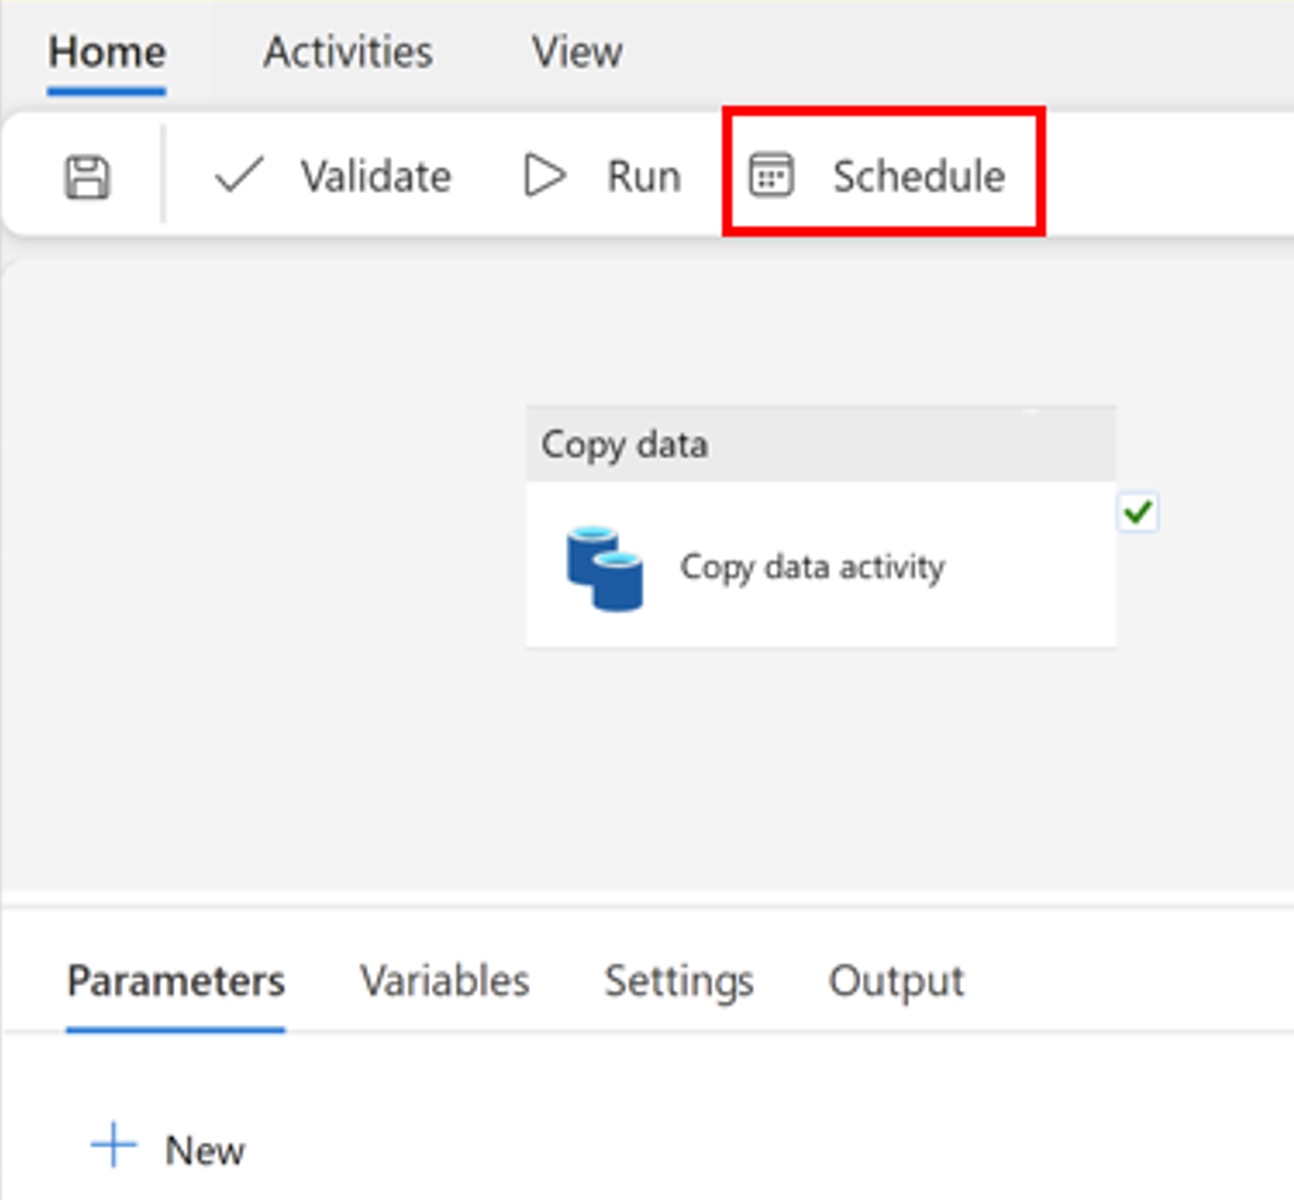 Home Activities View
Validate Run Schedule
Copy data
Copy data activity
Parameters Variables Settings Output
New